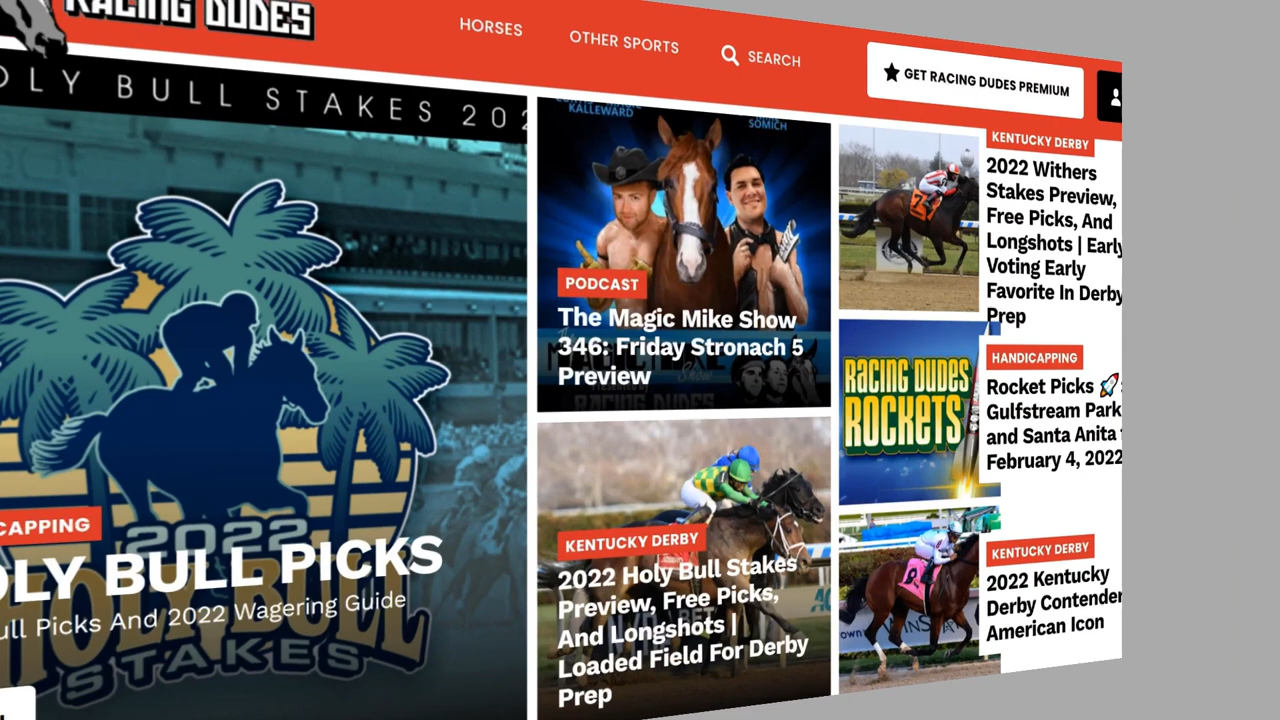 RACING DUDES
HORSES
OTHER SPORTS
SEARCH
GET RACING DUDES PREMIUM
OLY BULL STAKES 202
2022
HOLY BULL
STAKES
CAPPING
OLY BULL PICKS
ull Picks And 2022 Wagering Guide
KALLEWARD
SOMICH
PODCAST
The Magic Mike Show
346: Friday Stronach 5
Preview
KENTUCKY DERBY
2022 Holy Bull Stakes
Preview, Free Picks,
And Longshots |
Loaded Field For Derby
Prep
KENTUCKY DERBY
2022 Withers
Stakes Preview,
Free Picks, And
Longshots | Early
Voting Early
Favorite In Derby
Prep
RACING DUDES
ROCKETS
HANDICAPPING
Rocket Picks 🚀:
Gulfstream Park
and Santa Anita
February 4, 2022
KENTUCKY DERBY
2022 Kentucky
Derby Contender
American Icon